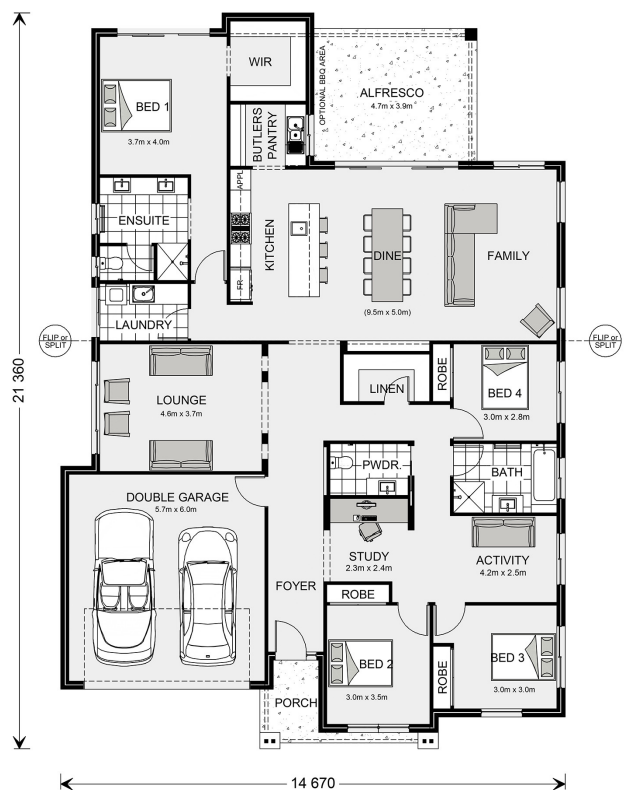 WIR
OPTIONAL BBQ AREA
ALFRESCO
4.7m x 3.9m
BED 1
3.7m x 4.0m
BUTLERS
PANTRY
APPL
ENSUITE
KITCHEN
DINE
FAMILY
FR
(9.5m x 5.0m)
LAUNDRY
FLIP or
SPLIT
FLIP or
SPLIT
21 360
LOUNGE
4.6m x 3.7m
LINEN
ROBE
BED 4
3.0m x 2.8m
PWDR.
BATH
DOUBLE GARAGE
5.7m x 6.0m
STUDY
2.3m x 2.4m
ACTIVITY
4.2m x 2.5m
FOYER
ROBE
BED 2
3.0m x 3.5m
ROBE
BED 3
3.0m x 3.0m
PORCH
14 670